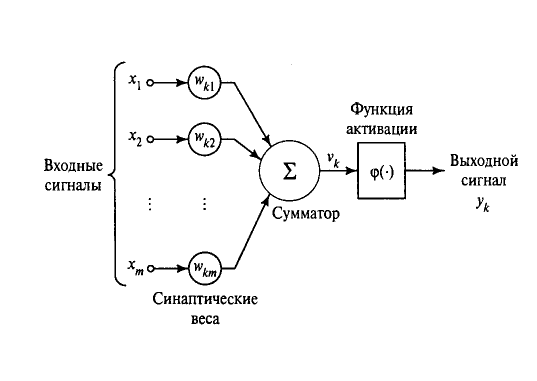 x1
wk1
x2
wk2
Входные
сигналы
⋮
⋮
xm
wkm
Синаптические
веса
Σ
Сумматор
vk
Функция
активации
φ(·)
Выходной
сигнал
yk